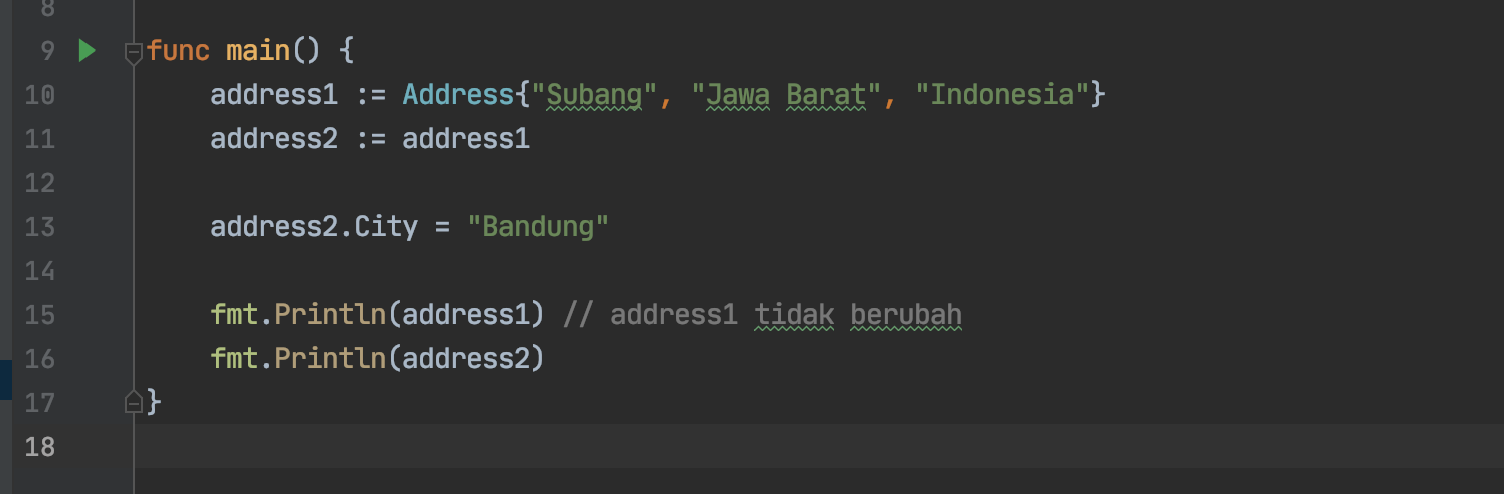 8
9 func main() {
10 address1 := Address{"Subang", "Jawa Barat", "Indonesia"}
11 address2 := address1
12
13 address2.City = "Bandung"
14
15 fmt.Println(address1) // address1 tidak berubah
16 fmt.Println(address2)
17 }
18